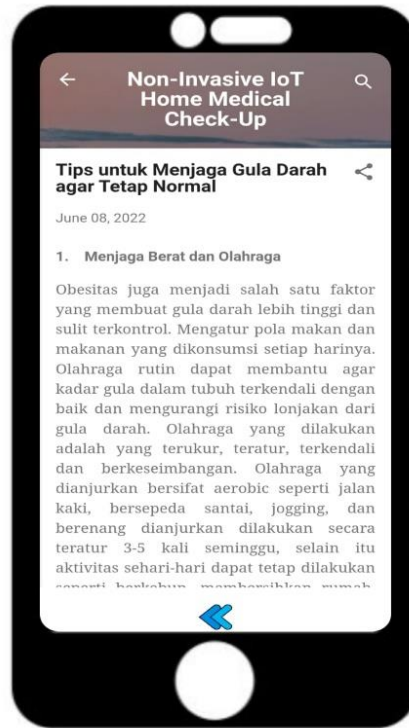 Non-Invasive IoT
Home Medical
Check-Up
Tips untuk Menjaga Gula Darah
agar Tetap Normal
June 08, 2022
1. Menjaga Berat dan Olahraga
Obesitas juga menjadi salah satu faktor
yang membuat gula darah lebih tinggi dan
sulit terkontrol. Mengatur pola makan dan
makanan yang dikonsumsi setiap harinya.
Olahraga rutin dapat membantu agar
kadar gula dalam tubuh terkendali dengan
baik dan mengurangi risiko lonjakan dari
gula darah. Olahraga yang dilakukan
adalah yang terukur, teratur, terkendali
dan berkeseimbangan. Olahraga yang
dianjurkan bersifat aerobic seperti jalan
kaki, bersepeda santai, jogging, dan
berenang dianjurkan dilakukan secara
teratur 3-5 kali seminggu, selain itu
aktivitas sehari-hari dapat tetap dilakukan
seperti berkebun, membersihkan rumah,